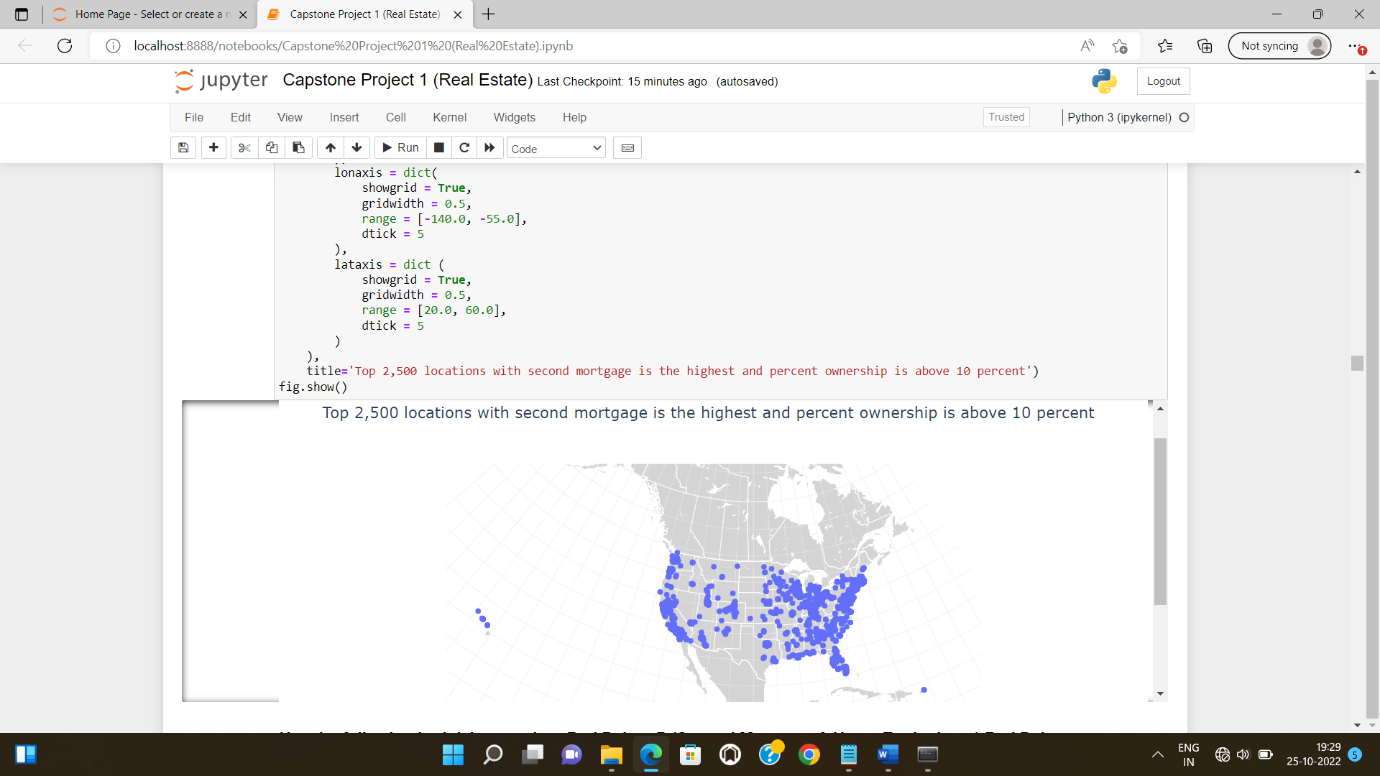 Home Page - Select or create a n
Capstone Project 1 (Real Estate)
localhost:8888/notebooks/Capstone%20Project%201%20(Real%20Estate).ipynb
Not syncing
jupyter Capstone Project 1 (Real Estate) Last Checkpoint: 15 minutes ago (autosaved)
Logout
File Edit View Insert Cell Kernel Widgets Help
Trusted
Python 3 (ipykernel)
Run
Code
lonaxis = dict(
showgrid = True,
gridwidth = 0.5,
range = [-140.0, -55.0],
dtick = 5
),
lataxis = dict (
showgrid = True,
gridwidth = 0.5,
range = [20.0, 60.0],
dtick = 5
)
),
title='Top 2,500 locations with second mortgage is the highest and percent ownership is above 10 percent')
fig.show()
Top 2,500 locations with second mortgage is the highest and percent ownership is above 10 percent
ENG
IN
19:29
25-10-2022
5